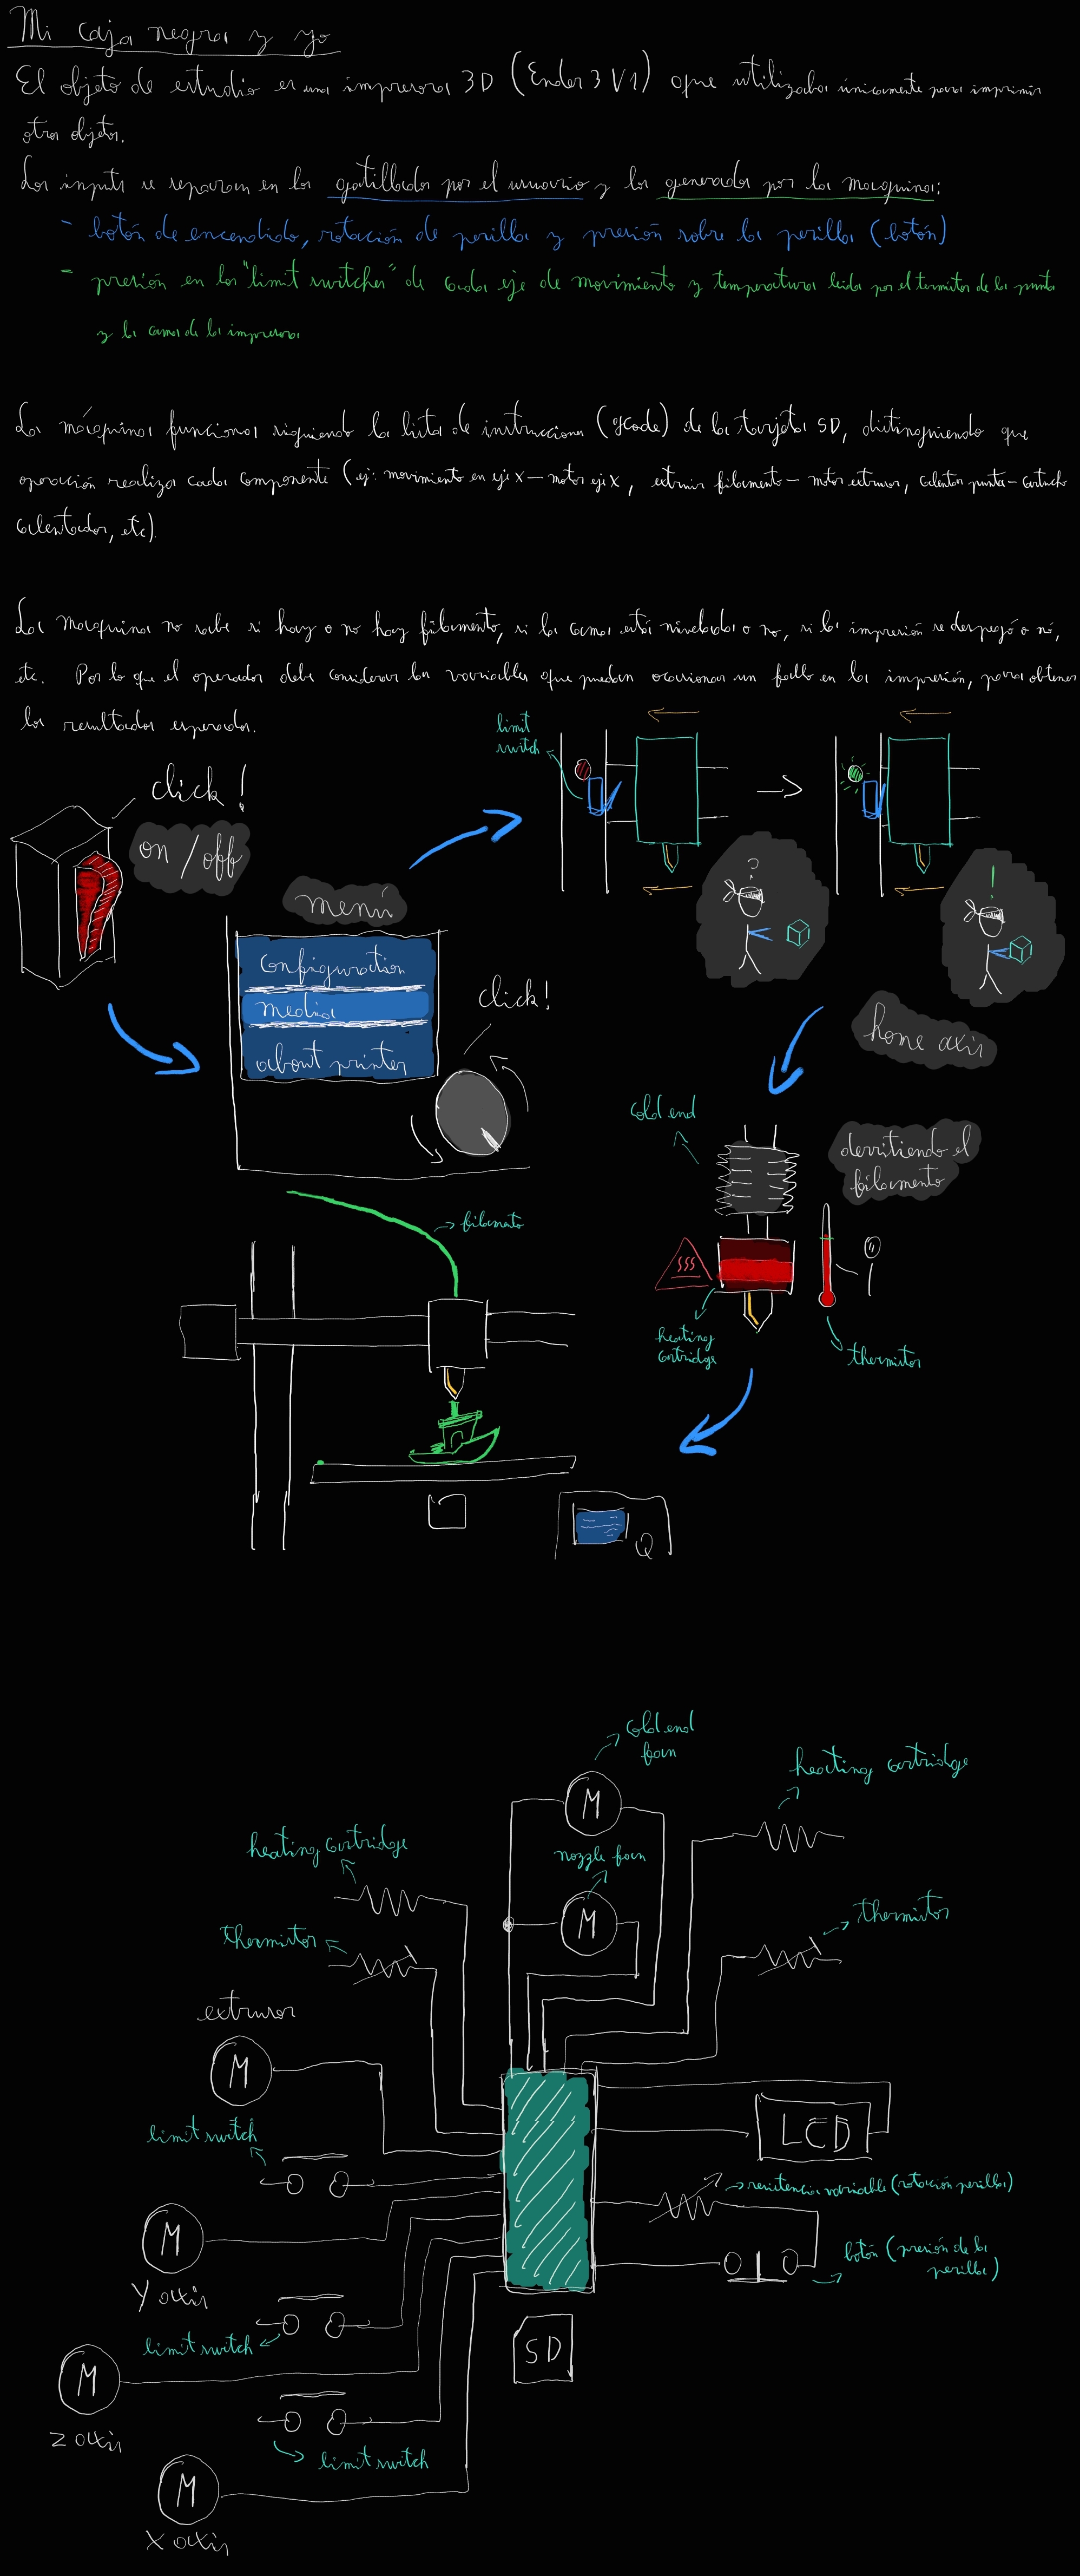 Mi caja negra y yo
El objeto de estudio es una impresora 3D (Ender 3 V1) que utilizaba únicamente para imprimir
otros objetos.
Los inputs se separan en los gatillados por el usuario y los generados por la maquina:
- botón de encendido, rotación de perilla y presión sobre la perilla (botón)
- presión en los "limit switches" de cada eje de movimiento y temperatura leida por el termitor de la punta
y la cama de la impresora
La máquina funciona siguiendo la lista de instrucciones (gcode) de la tarjeta SD, distinguiendo que
operación realiza cada componente (ej: movimiento en eje X - motor eje X, extruir filamento - motor extrusor, calentar punta - cartucho
calentador, etc).
La maquina no sabe si hay o no hay filamento, si la cama está nivelada o no, si la impresión se despegó o nó,
etc. Por lo que el operador debe considerar las variables que puedan ocasionar un fallo en la impresión, para obtener
los resultados esperados.
limit
switch
click!
on/off
menú
?
!
Configuration
media
about printer
click!
home axis
cold end
derritiendo el
filamento
filamento
heating
cartridge
thermistor
cold end
fan
heating cartridge
M
nozzle fan
heating cartridge
M
thermistor
thermistor
extrusor
M
limit switch
LCD
resistencia variable (rotación perilla)
M
botón (presión de la
perilla)
Y axis
limit switch
SD
M
Z axis
limit switch
M
X axis